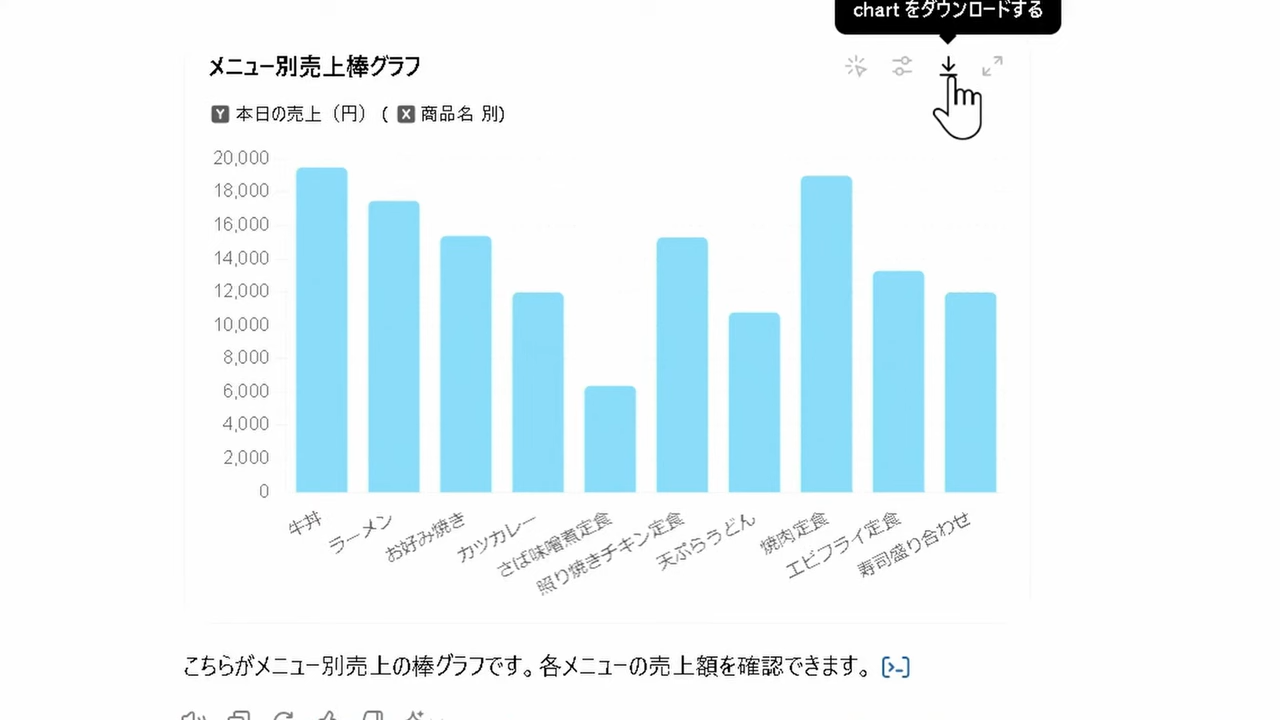 chart をダウンロードする
メニュー別売上棒グラフ
Y 本日の売上（円） ( X 商品名 別)
20,000
18,000
16,000
14,000
12,000
10,000
8,000
6,000
4,000
2,000
0
牛丼
ラーメン
お好み焼き
カツカレー
さば味噌煮定食
照り焼きチキン定食
天ぷらうどん
焼肉定食
エビフライ定食
寿司盛り合わせ
こちらがメニュー別売上の棒グラフです。各メニューの売上額を確認できます。 [>-]